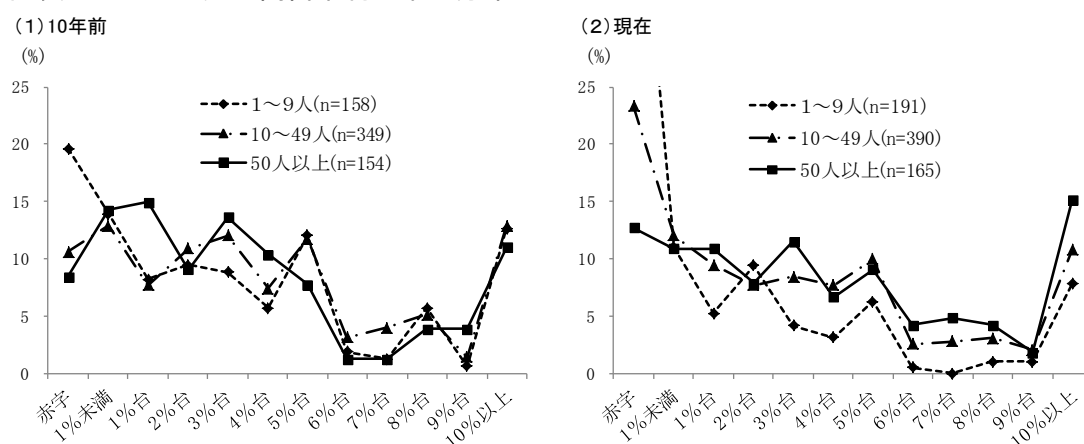 (1)10年前
(%)
25
20
15
10
5
0
1～9人(n=158)
10～49人(n=349)
50人以上(n=154)
赤字
1%未満
1%台
2%台
3%台
4%台
5%台
6%台
7%台
8%台
9%台
10%以上
(2)現在
(%)
25
20
15
10
5
0
1～9人(n=191)
10～49人(n=390)
50人以上(n=165)
赤字
1%未満
1%台
2%台
3%台
4%台
5%台
6%台
7%台
8%台
9%台
10%以上